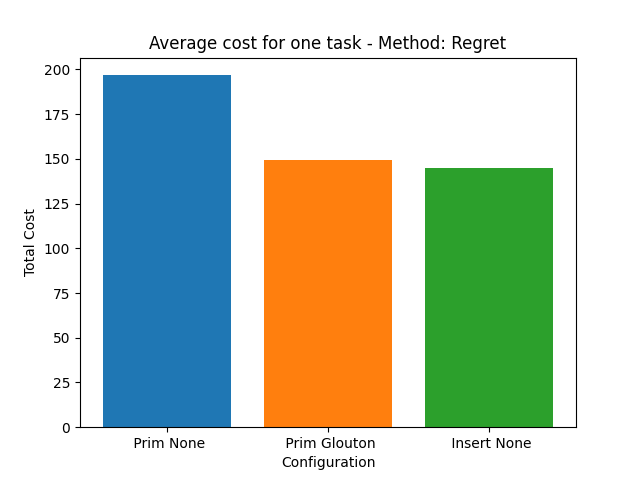 Average cost for one task - Method: Regret
Total Cost
200
175
150
125
100
75
50
25
0
Prim None
Prim Glouton
Insert None
Configuration